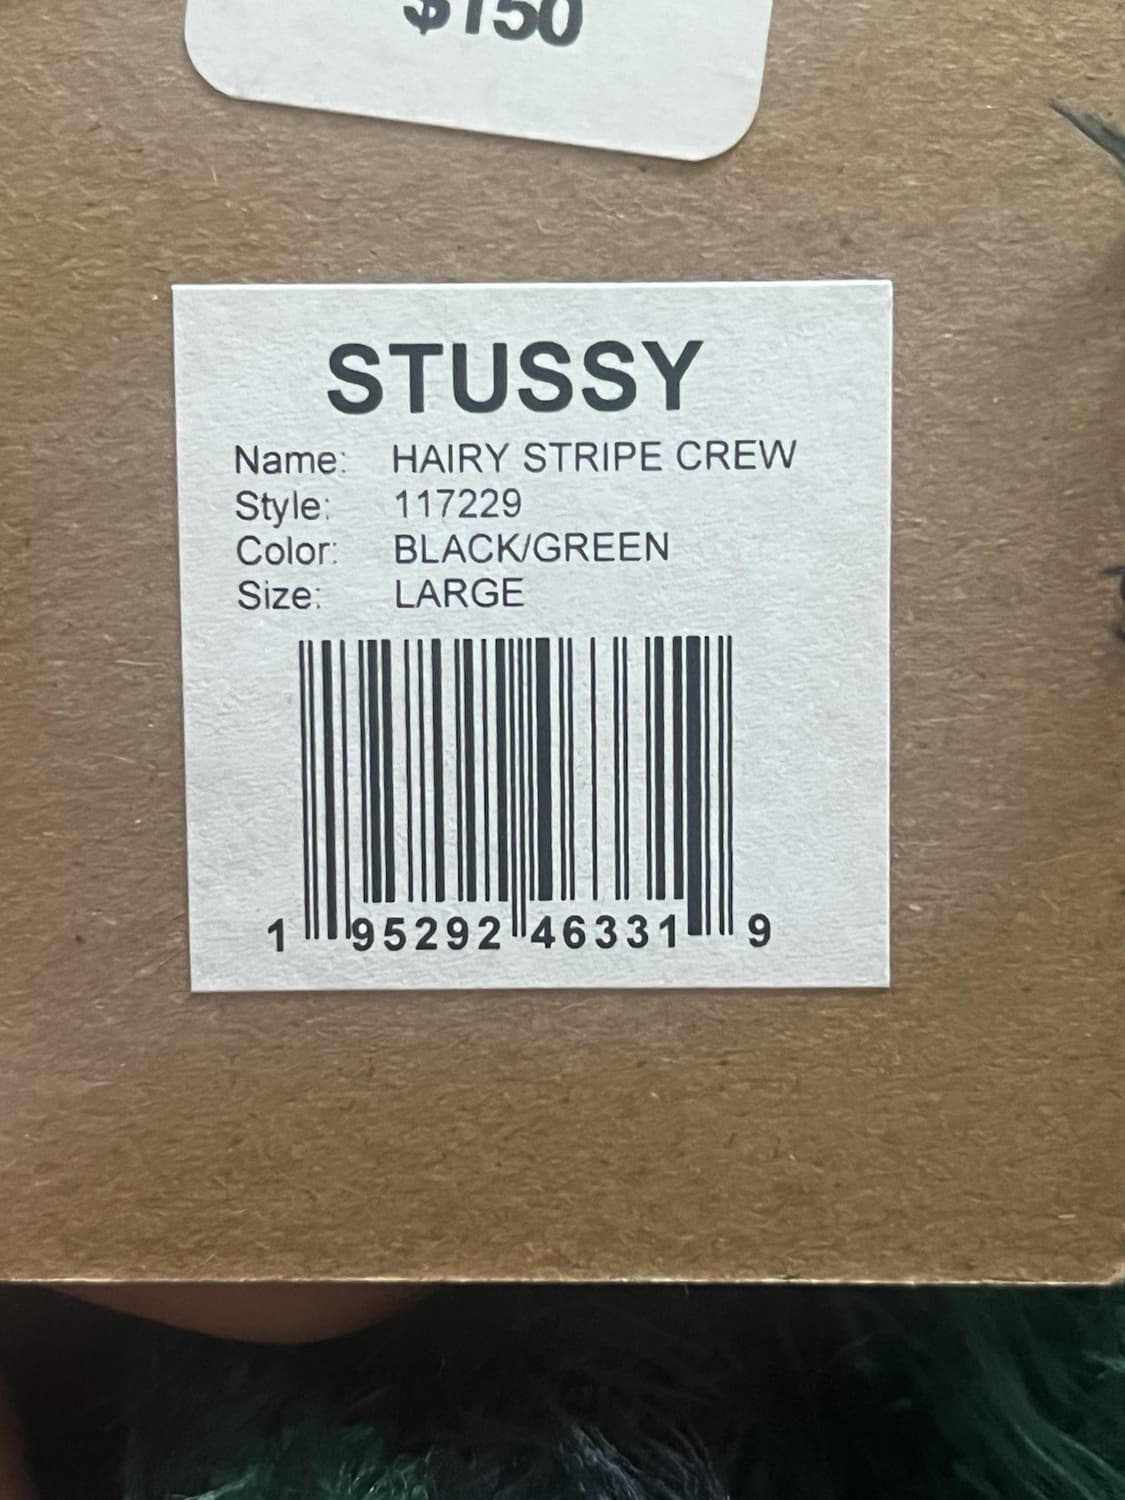 $150
STUSSY
Name: HAIRY STRIPE CREW
Style: 117229
Color: BLACK/GREEN
Size: LARGE
1 95292 46331 9